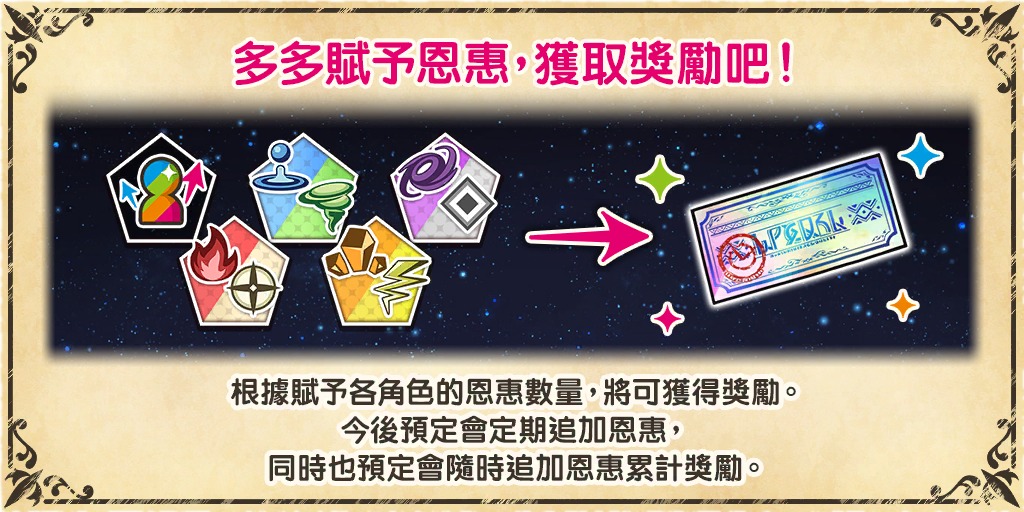 多多賦予恩惠，獲取獎勵吧！
根據賦予各角色的恩惠數量，將可獲得獎勵。
今後預定會定期追加恩惠，
同時也預定會隨時追加恩惠累計獎勵。